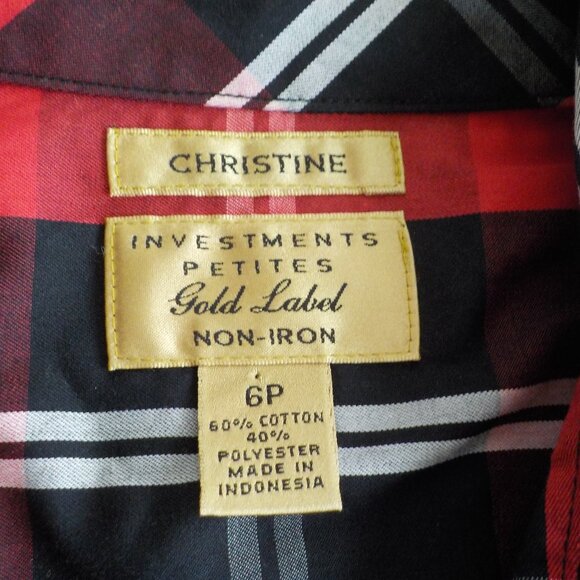 CHRISTINE
INVESTMENTS
PETITES
Gold Label
NON-IRON
6P
60% COTTON
40%
POLYESTER
MADE IN
INDONESIA